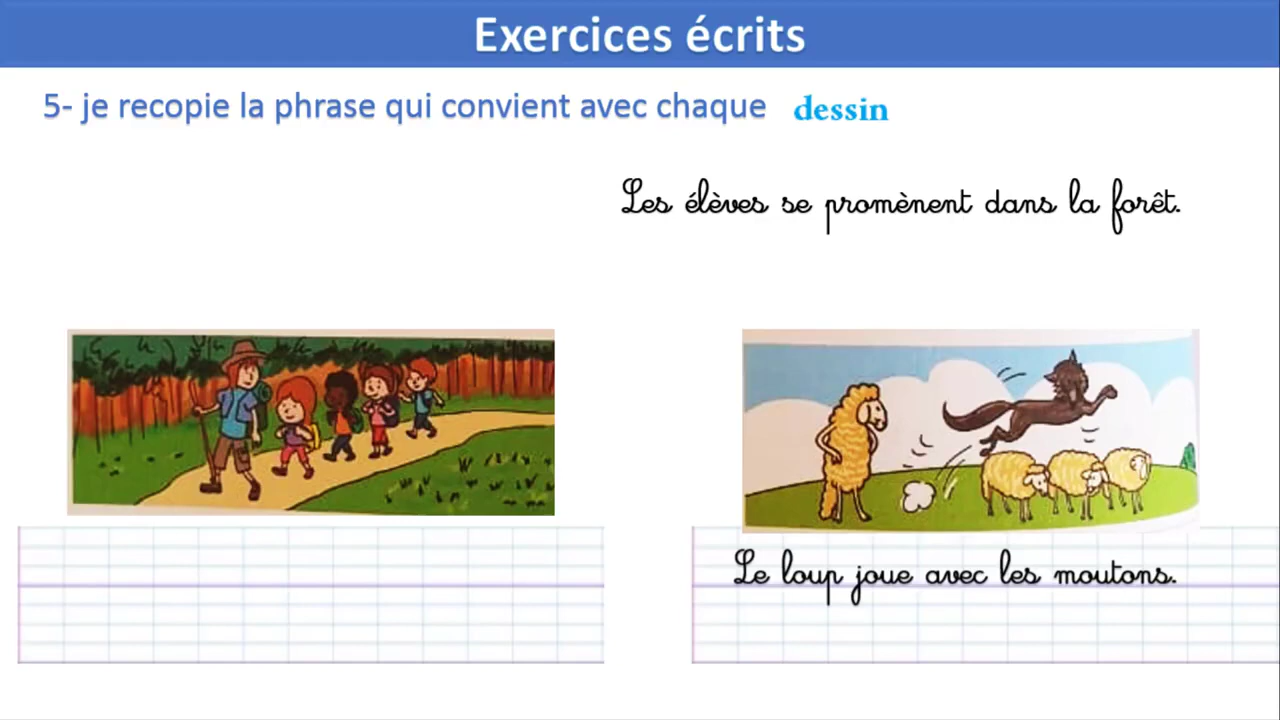 Exercices écrits
5- je recopie la phrase qui convient avec chaque dessin
Les élèves se promènent dans la forêt.
Le loup joue avec les moutons.